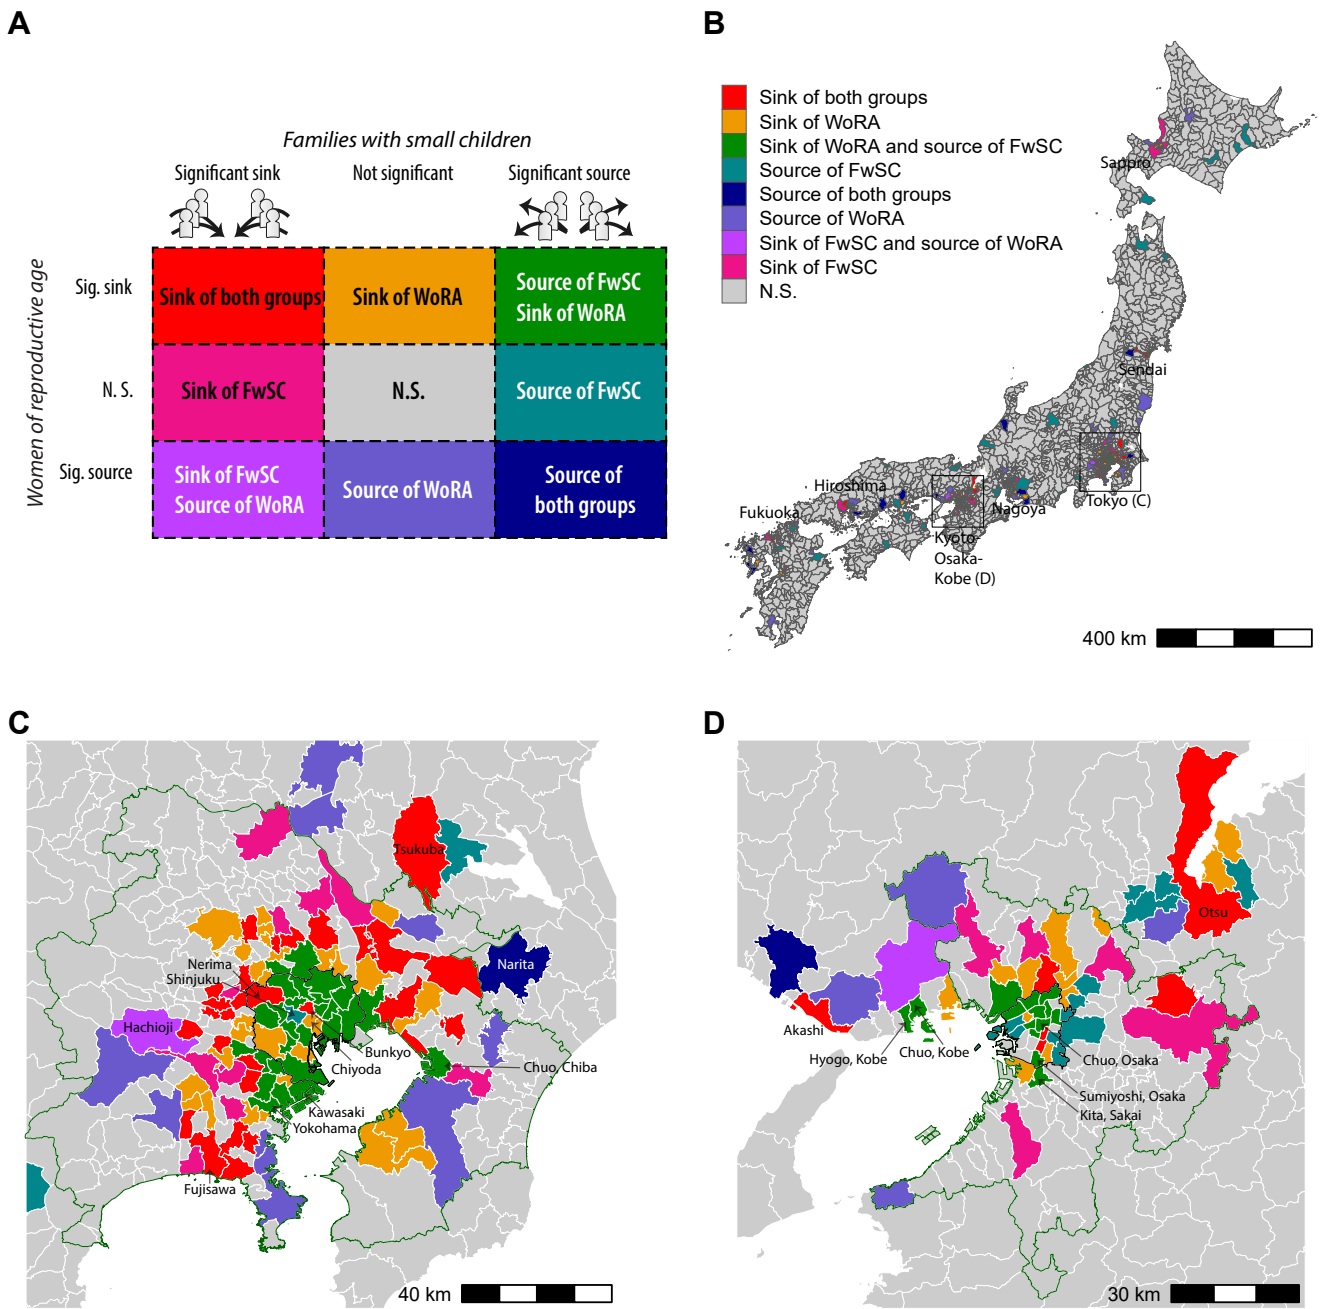 A
Families with small children
Significant sink
Not significant
Significant source
Women of reproductive age
Sig. sink
N. S.
Sig. source
Sink of both groups
Sink of WoRA
Source of FwSC
Sink of WoRA
Sink of FwSC
N.S.
Source of FwSC
Sink of FwSC
Source of WoRA
Source of WoRA
Source of
both groups
B
Sink of both groups
Sink of WoRA
Sink of WoRA and source of FwSC
Source of FwSC
Source of both groups
Source of WoRA
Sink of FwSC and source of WoRA
Sink of FwSC
N.S.
Sappro
Sendai
Hiroshima
Fukuoka
Nagoya
Tokyo (C)
Kyoto-
Osaka-
Kobe (D)
400 km
C
Tsukuba
Narita
Nerima
Shinjuku
Hachioji
Bunkyo
Chiyoda
Chuo, Chiba
Kawasaki
Yokohama
Fujisawa
40 km
D
Otsu
Akashi
Hyogo, Kobe
Chuo, Kobe
Chuo, Osaka
Sumiyoshi, Osaka
Kita, Sakai
30 km